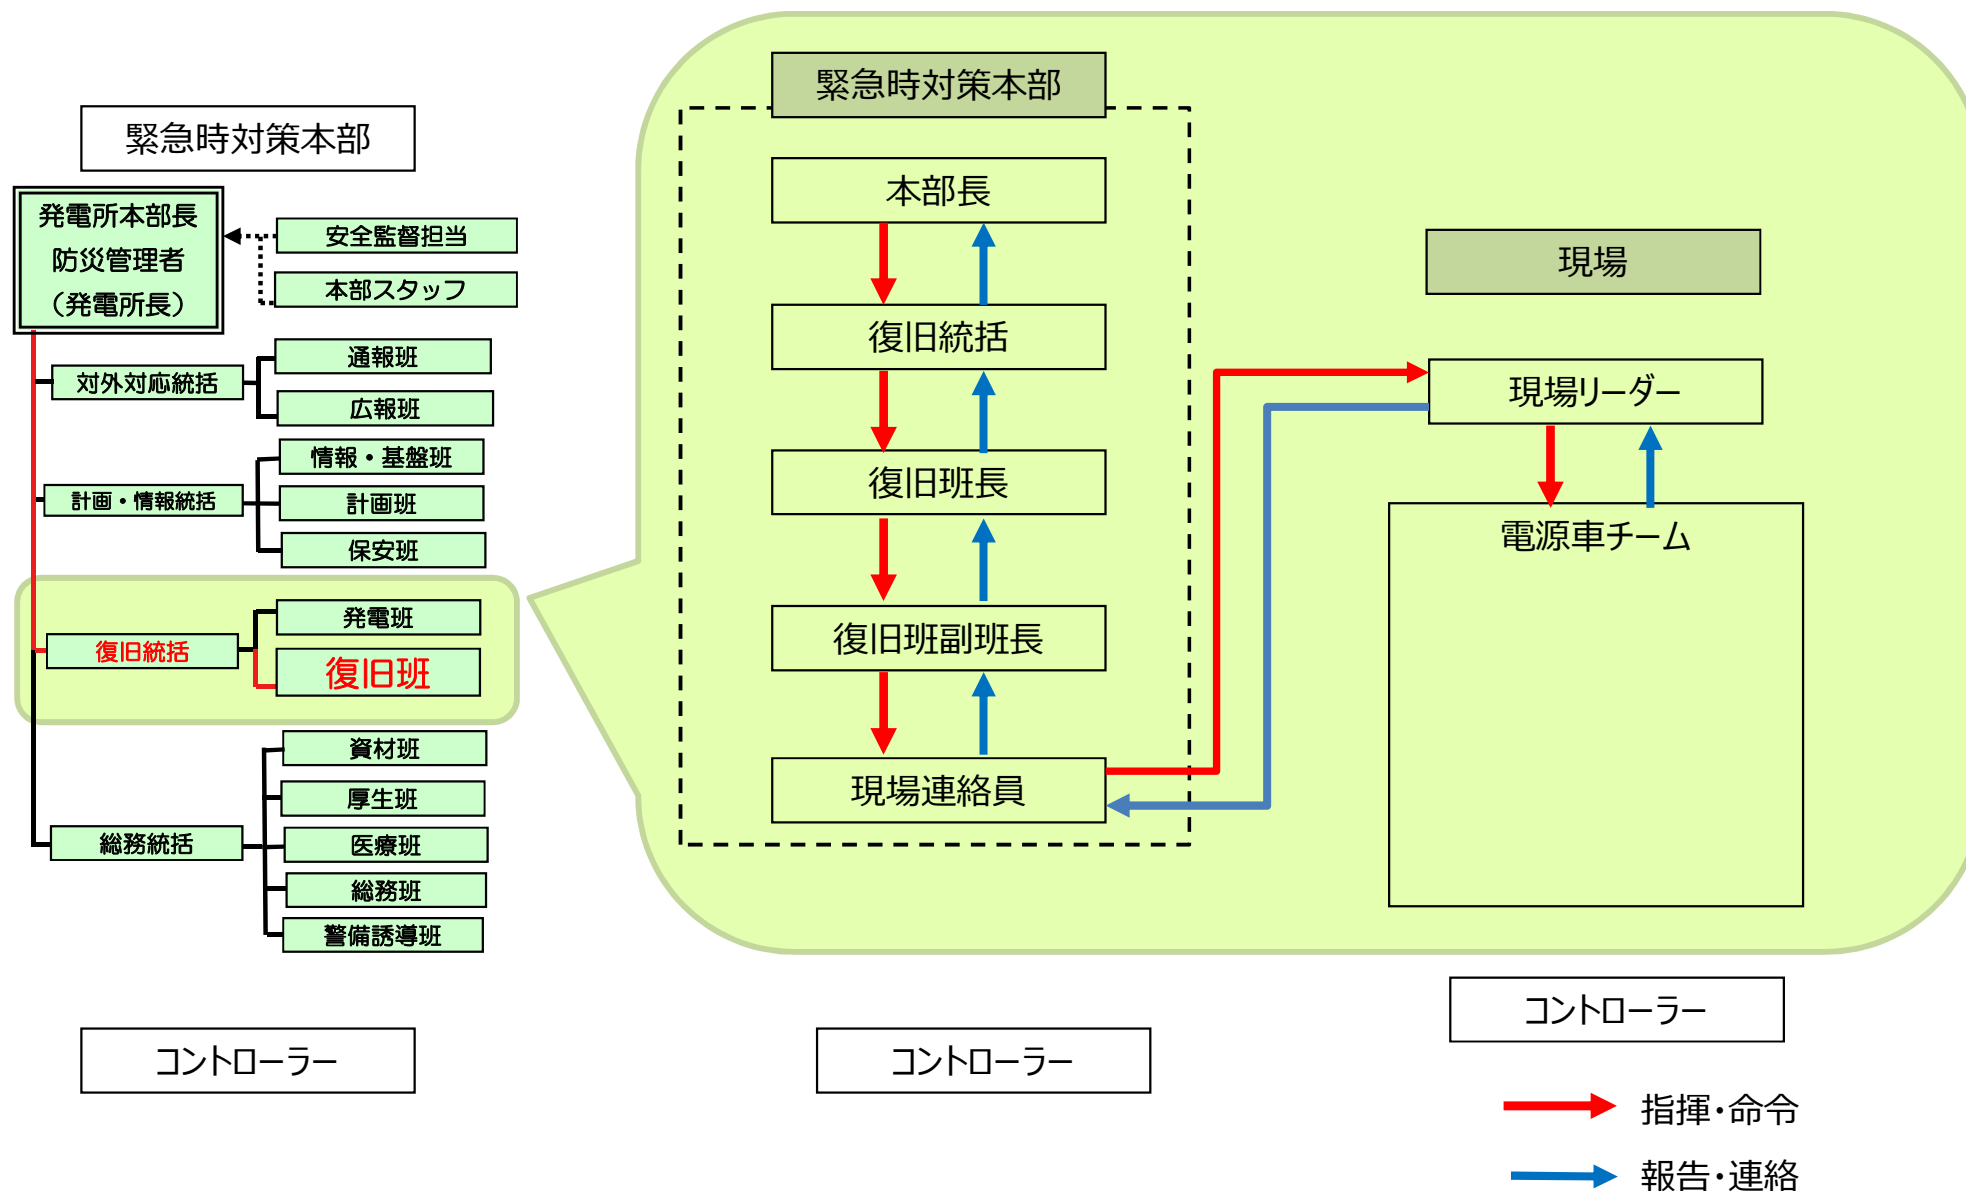 緊急時対策本部
発電所本部長
防災管理者
（発電所長）
安全監督担当
本部スタッフ
対外対応統括
通報班
広報班
計画・情報統括
情報・基盤班
計画班
保安班
復旧統括
発電班
復旧班
総務統括
資材班
厚生班
医療班
総務班
警備誘導班
コントローラー
緊急時対策本部
本部長
復旧統括
復旧班長
復旧班副班長
現場連絡員
コントローラー
現場
現場リーダー
電源車チーム
コントローラー
指揮・命令
報告・連絡